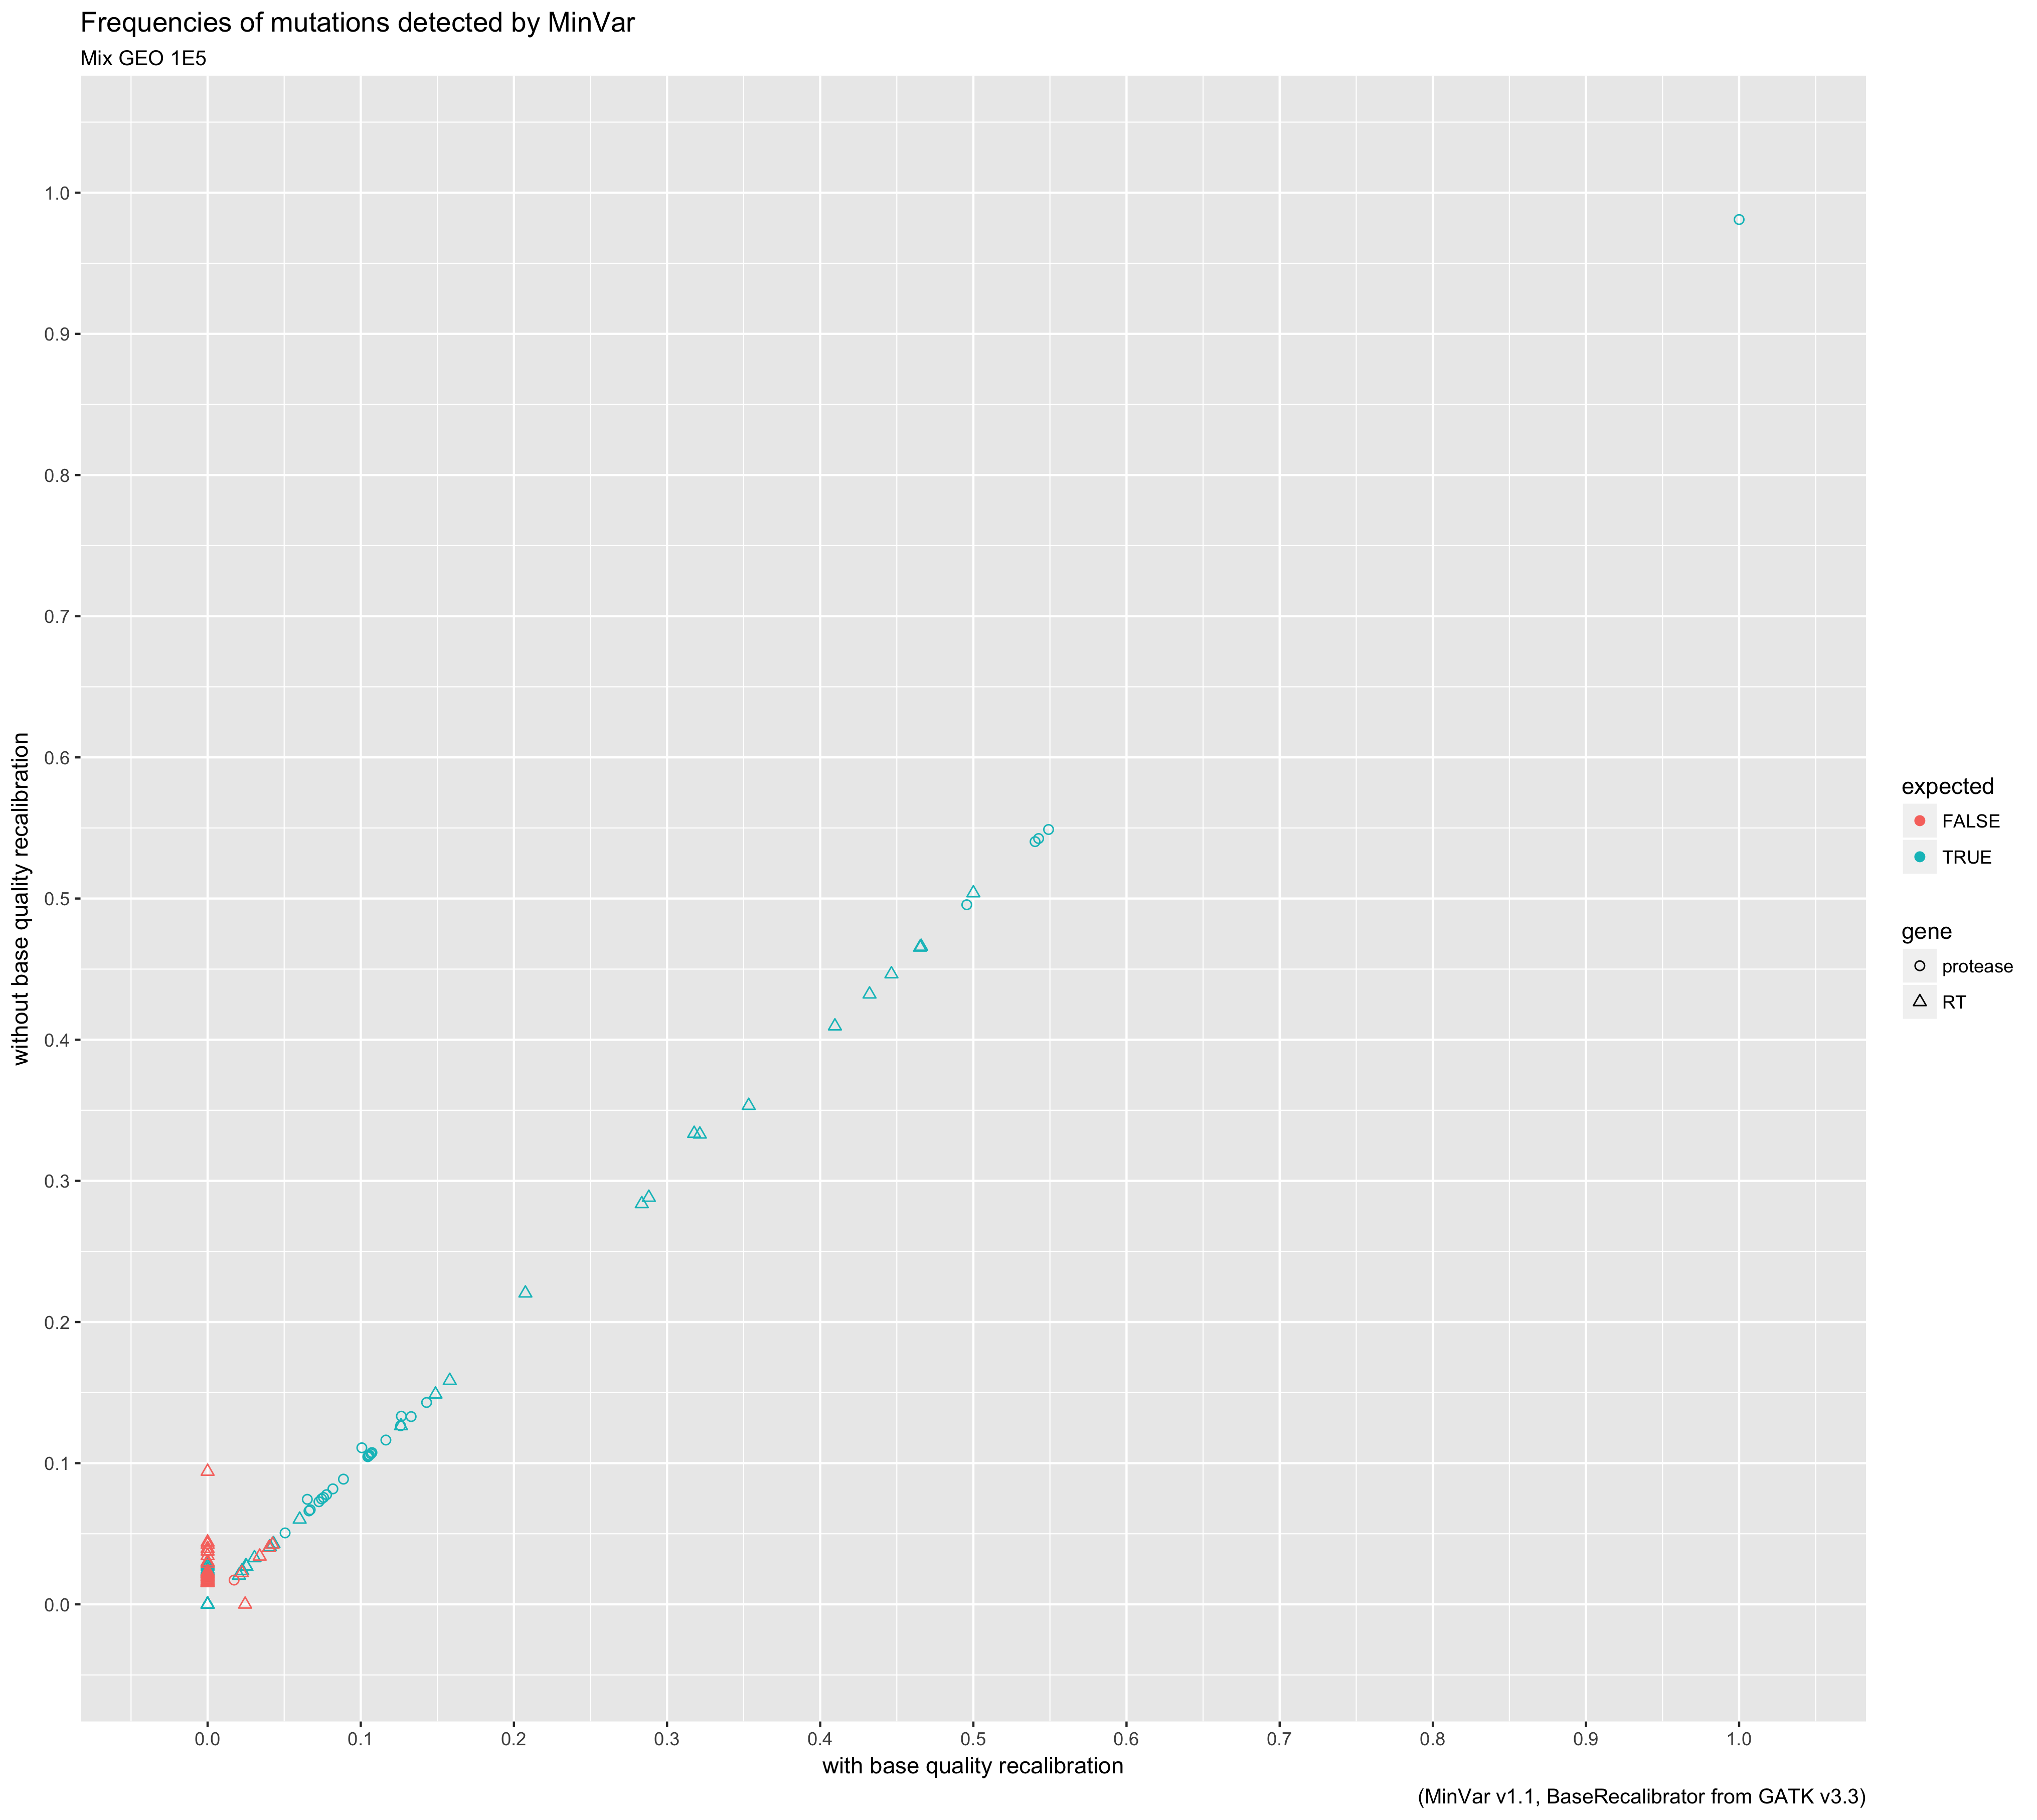 Frequencies of mutations detected by MinVar
Mix GEO 1E5
without base quality recalibration
1.0
0.9
0.8
0.7
0.6
0.5
0.4
0.3
0.2
0.1
0.0
0.0 0.1 0.2 0.3 0.4 0.5 0.6 0.7 0.8 0.9 1.0
with base quality recalibration
(MinVar v1.1, BaseRecalibrator from GATK v3.3)
expected
FALSE
TRUE
gene
protease
RT